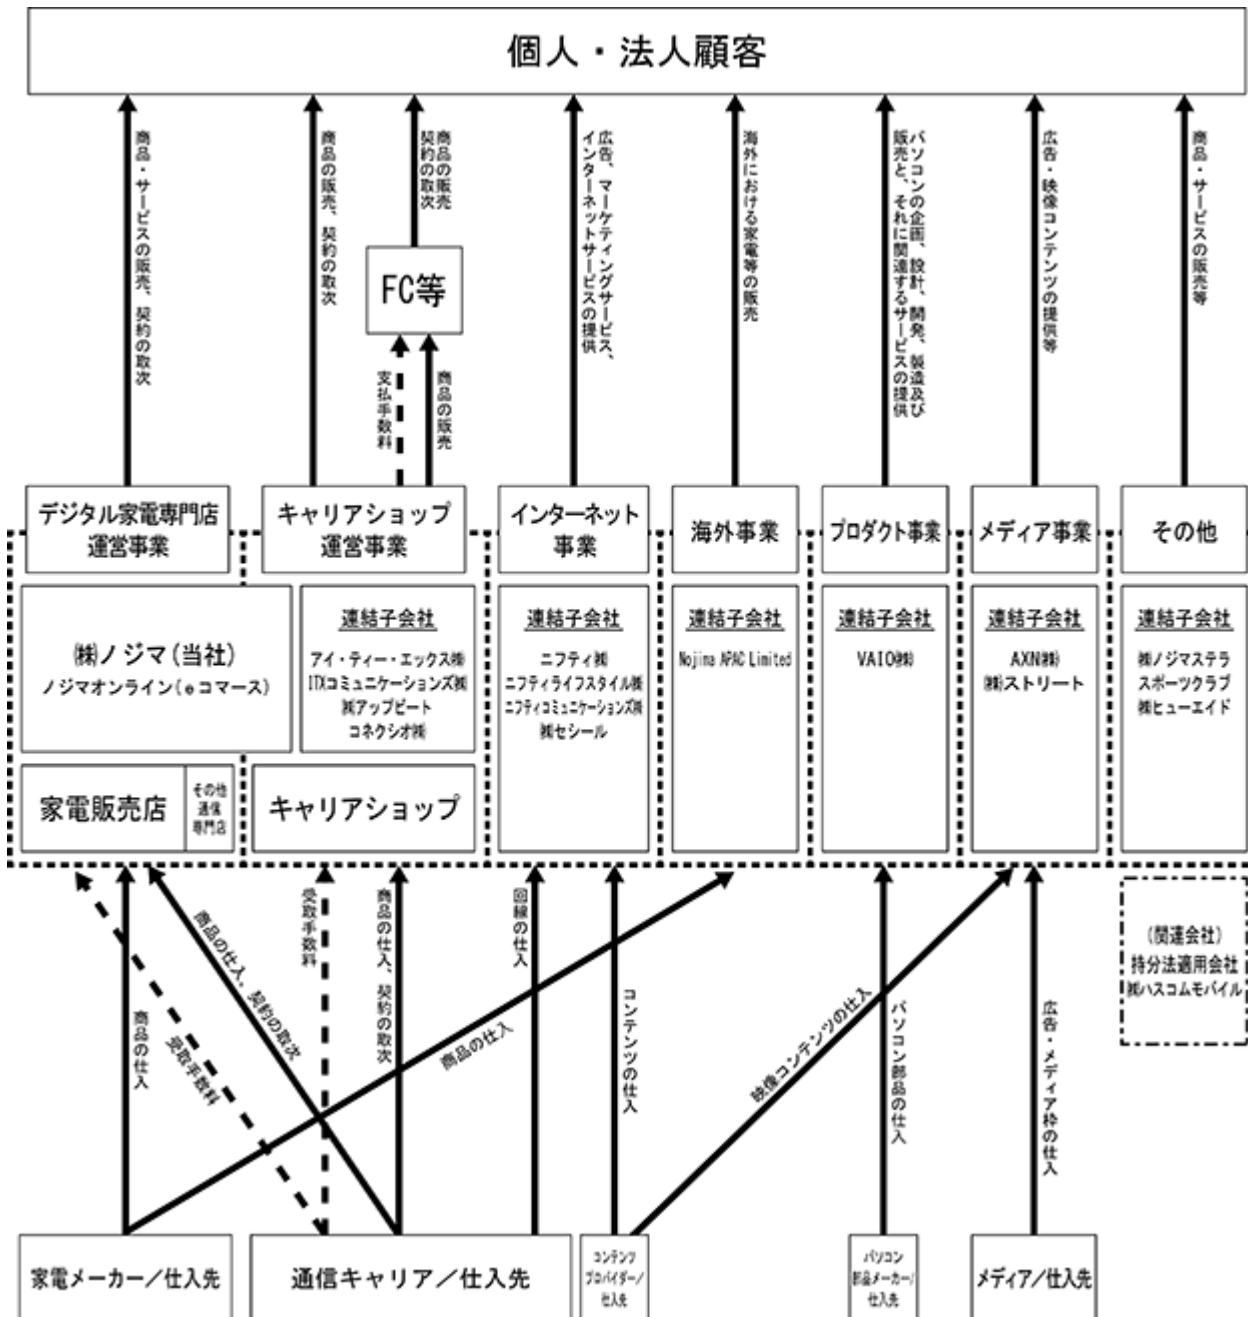 個人・法人顧客
商品・サービスの販売、契約の取次
商品の販売、契約の取次
商品の販売
契約の取次
広告、マーケティングサービス、
インターネットサービスの提供
海外における家電等の販売
パソコンの企画、設計、開発、製造及び
販売と、それに関連するサービスの提供
広告・映像コンテンツの提供等
商品・サービスの販売等
FC等
支払手数料
商品の販売
デジタル家電専門店
運営事業
キャリアショップ
運営事業
インターネット
事業
海外事業
プロダクト事業
メディア事業
その他
㈱ノジマ(当社)
ノジマオンライン(eコマース)
連結子会社
アイ・ティー・エックス㈱
ITXコミュニケーションズ㈱
㈱アップビート
コネクシオ㈱
連結子会社
ニフティ㈱
ニフティライフスタイル㈱
ニフティコミュニケーションズ㈱
㈱セシール
連結子会社
Nojima APAC Limited
連結子会社
VAIO㈱
連結子会社
AXN㈱
㈱ストリート
連結子会社
㈱ノジマステラ
スポーツクラブ
㈱ヒューエイド
家電販売店
その他
通信
専門店
キャリアショップ
商品の仕入
受取手数料
商品の仕入、契約の取次
受取手数料
商品の仕入、契約の取次
商品の仕入
回線の仕入
コンテンツの仕入
映像コンテンツの仕入
パソコン部品の仕入
広告・メディア枠の仕入
(関連会社)
持分法適用会社
㈱ハスコムモバイル
家電メーカー/仕入先
通信キャリア/仕入先
コンテンツ
プロバイダー/
仕入先
パソコン
部品メーカー/
仕入先
メディア/仕入先